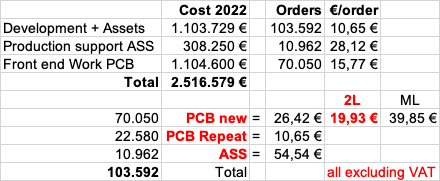 Cost 2022 Orders €/order
Development + Assets 1.103.729 € 103.592 10,65 €
Production support ASS 308.250 € 10.962 28,12 €
Front end Work PCB 1.104.600 € 70.050 15,77 €
Total 2.516.579 €
2L ML
70.050 PCB new = 26,42 € 19,93 € 39,85 €
22.580 PCB Repeat = 10,65 €
10.962 ASS = 54,54 €
103.592 Total all excluding VAT